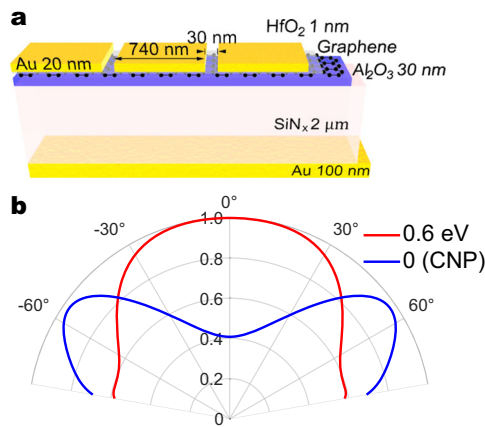 a
30 nm
HfO₂ 1 nm
740 nm
Graphene
Au 20 nm
Al₂O₃ 30 nm
SiNₓ 2 μm
Au 100 nm
b
0°
1.0
-30°
30°
0.6 eV
0.8
0 (CNP)
-60°
0.6
60°
0.4
0.2
0